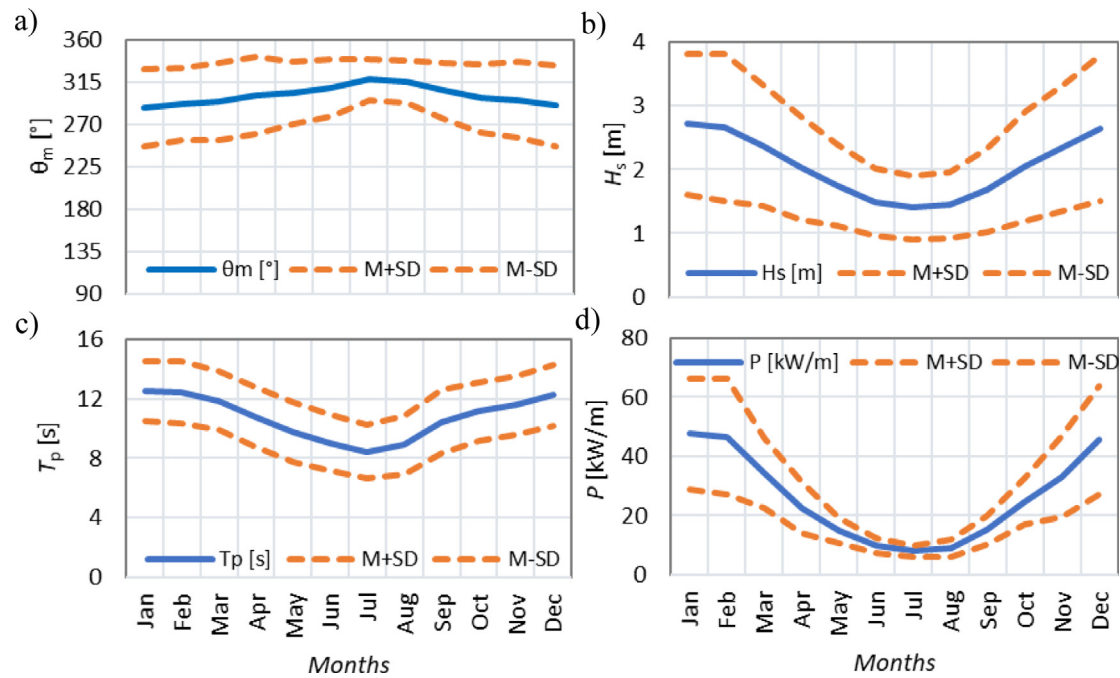 a)
360
315
270
225
180
135
90
θm [°]
θm [°] M+SD M-SD
b)
4
3
2
1
0
Hs [m]
Hs [m] M+SD M-SD
c)
16
12
8
4
0
Tp [s]
Tp [s] M+SD M-SD
Jan Feb Mar Apr May Jun Jul Aug Sep Oct Nov Dec
Months
d)
80
60
40
20
0
P [kW/m]
P [kW/m] M+SD M-SD
Jan Feb Mar Apr May Jun Jul Aug Sep Oct Nov Dec
Months